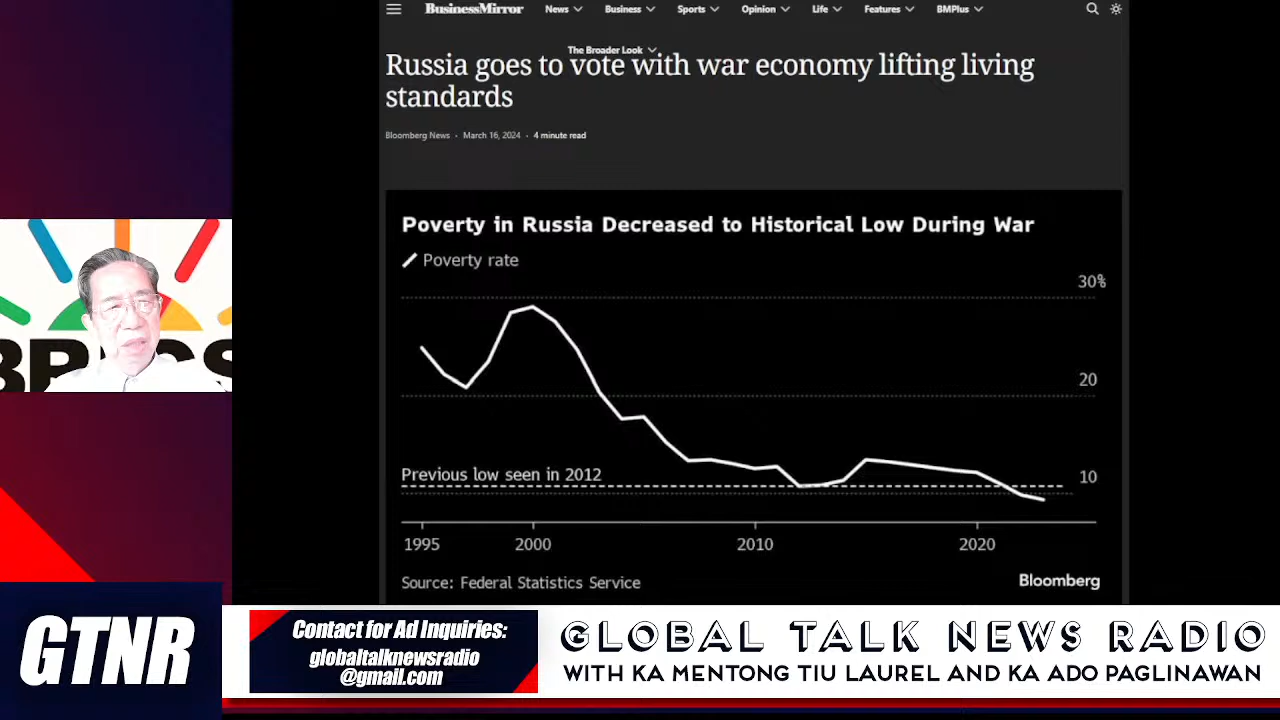 BusinessMirror
News
Business
Sports
Opinion
Life
Features
BMPlus
The Broader Look
Russia goes to vote with war economy lifting living
standards
Bloomberg News · March 16, 2024 · 4 minute read
Poverty in Russia Decreased to Historical Low During War
Poverty rate
30%
20
Previous low seen in 2012
10
1995
2000
2010
2020
Source: Federal Statistics Service
Bloomberg
BRICS
GTNR
Contact for Ad Inquiries:
globaltalknewsradio
@gmail.com
GLOBAL TALK NEWS RADIO
WITH KA MENTONG TIU LAUREL AND KA ADO PAGLINAWAN